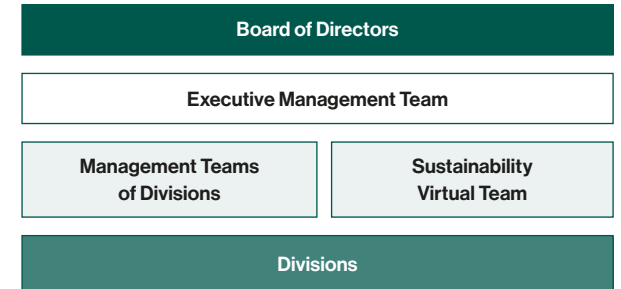 Board of Directors
Executive Management Team
Management Teams
of Divisions
Sustainability
Virtual Team
Divisions